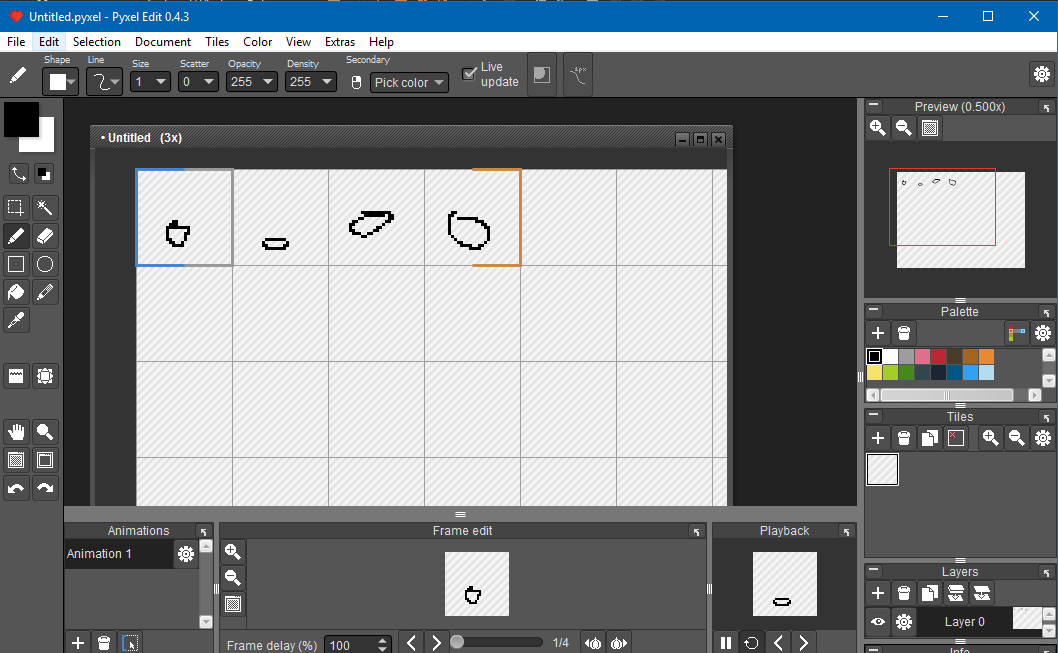 Untitled.pyxel - Pyxel Edit 0.4.3
File Edit Selection Document Tiles Color View Extras Help
Shape Line Size Scatter Opacity Density Secondary
1 0 255 255 Pick color Live update
• Untitled (3x)
Preview (0.500x)
Palette
Tiles
Animations Frame edit Playback
Animation 1
Layers
Layer 0
Frame delay (%) 100 1/4
Info